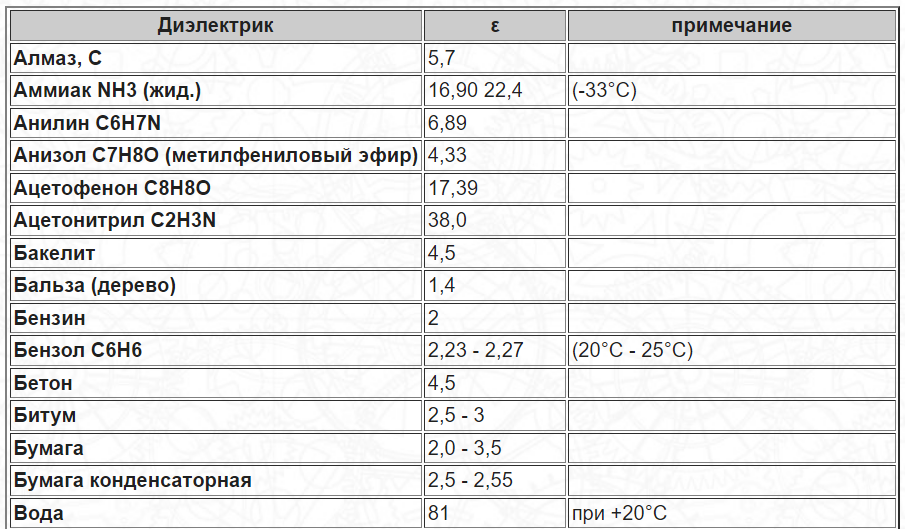 Диэлектрик ε примечание
Алмаз, С 5,7
Аммиак NH3 (жид.) 16,90 22,4 (-33°C)
Анилин C6H7N 6,89
Анизол C7H8O (метилфениловый эфир) 4,33
Ацетофенон C8H8O 17,39
Ацетонитрил C2H3N 38,0
Бакелит 4,5
Бальза (дерево) 1,4
Бензин 2
Бензол C6H6 2,23 - 2,27 (20°C - 25°C)
Бетон 4,5
Битум 2,5 - 3
Бумага 2,0 - 3,5
Бумага конденсаторная 2,5 - 2,55
Вода 81 при +20°C